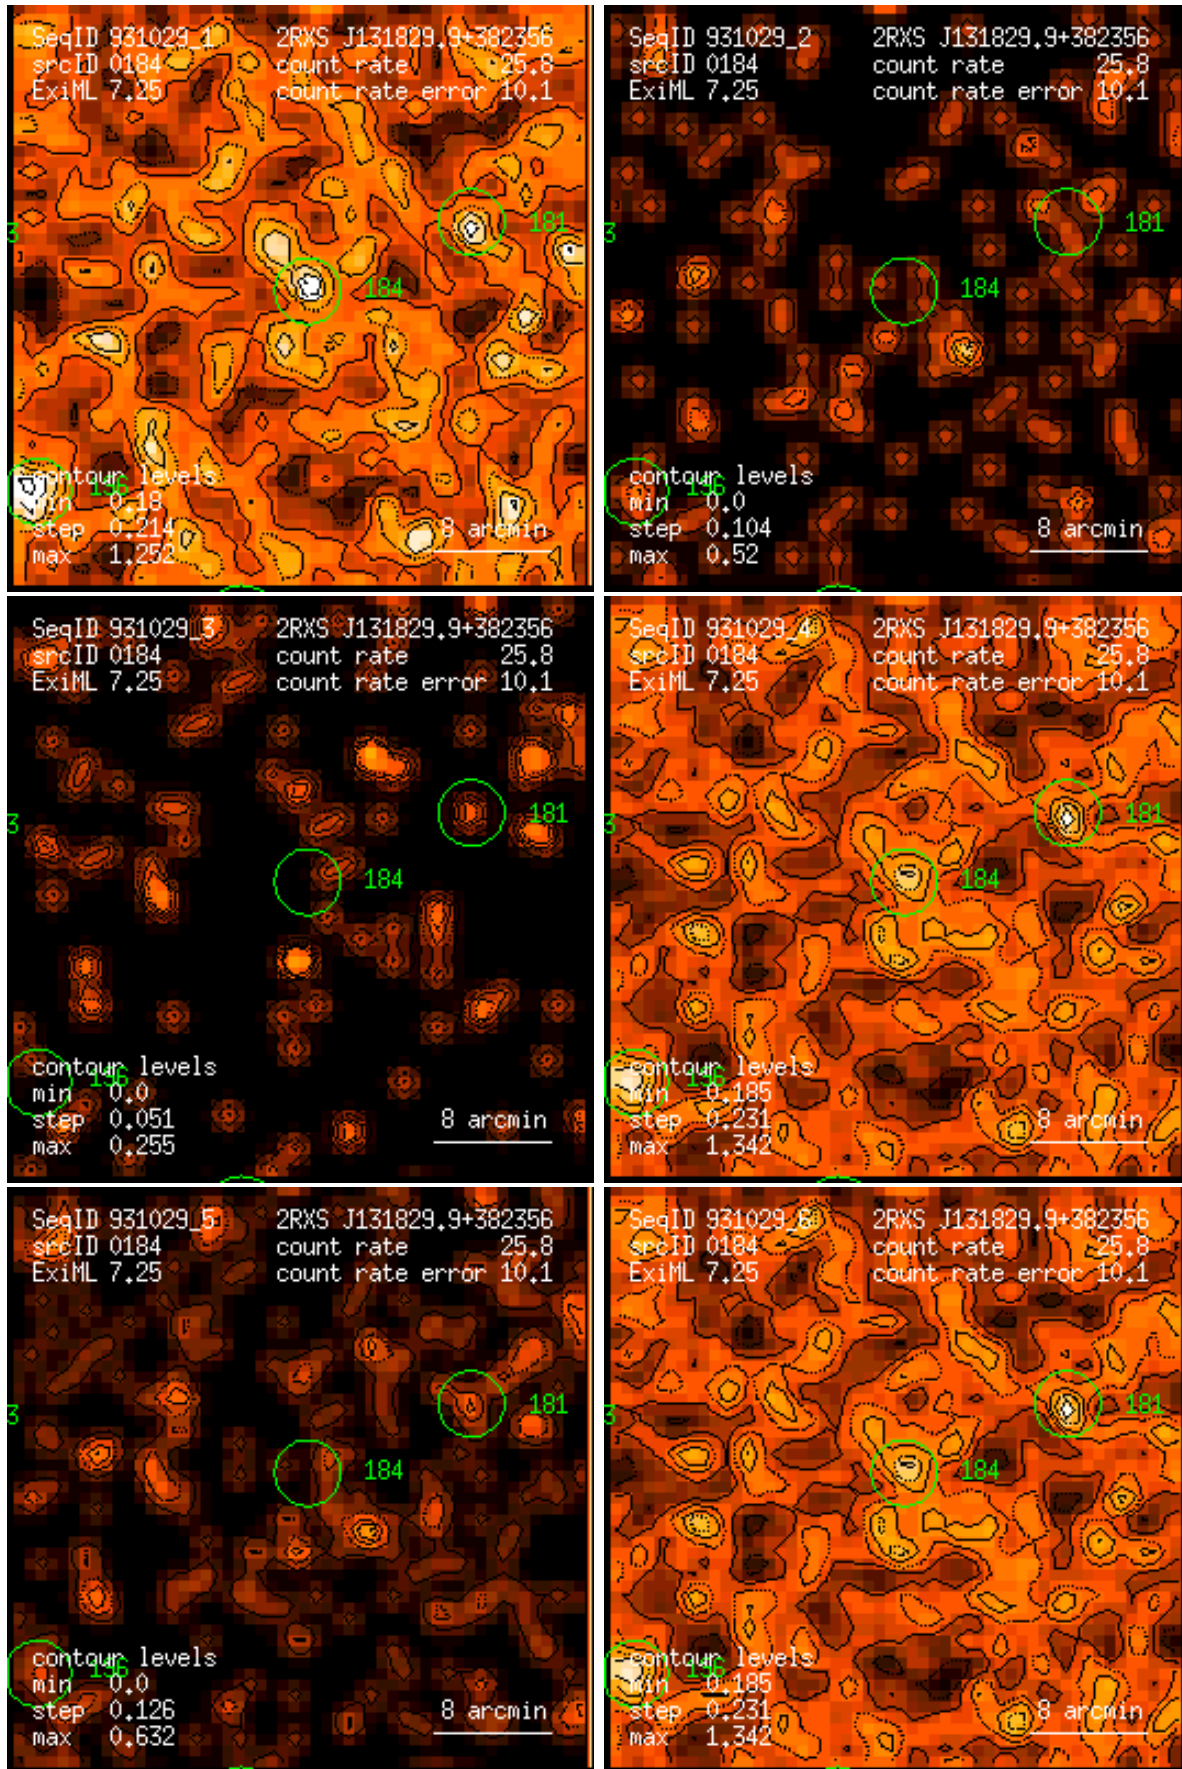 SeqID 931029_1 2RXS J131829.9+382356
srcID 0184 count rate 25.8
ExiML 7.25 count rate error 10.1
181
3
184
contour levels
196
min 0.18
step 0.214 8 arcmin
max 1.252
SeqID 931029_2 2RXS J131829.9+382356
srcID 0184 count rate 25.8
ExiML 7.25 count rate error 10.1
181
3
184
contour levels
196
min 0.0
step 0.104 8 arcmin
max 0.52
SeqID 931029_3 2RXS J131829.9+382356
srcID 0184 count rate 25.8
ExiML 7.25 count rate error 10.1
181
3
184
contour levels
196
min 0.0
step 0.051 8 arcmin
max 0.255
SeqID 931029_4 2RXS J131829.9+382356
srcID 0184 count rate 25.8
ExiML 7.25 count rate error 10.1
181
3
184
contour levels
196
min 0.185
step 0.231 8 arcmin
max 1.342
SeqID 931029_5 2RXS J131829.9+382356
srcID 0184 count rate 25.8
ExiML 7.25 count rate error 10.1
181
3
184
contour levels
196
min 0.0
step 0.126 8 arcmin
max 0.632
SeqID 931029_6 2RXS J131829.9+382356
srcID 0184 count rate 25.8
ExiML 7.25 count rate error 10.1
181
3
184
contour levels
196
min 0.185
step 0.231 8 arcmin
max 1.342